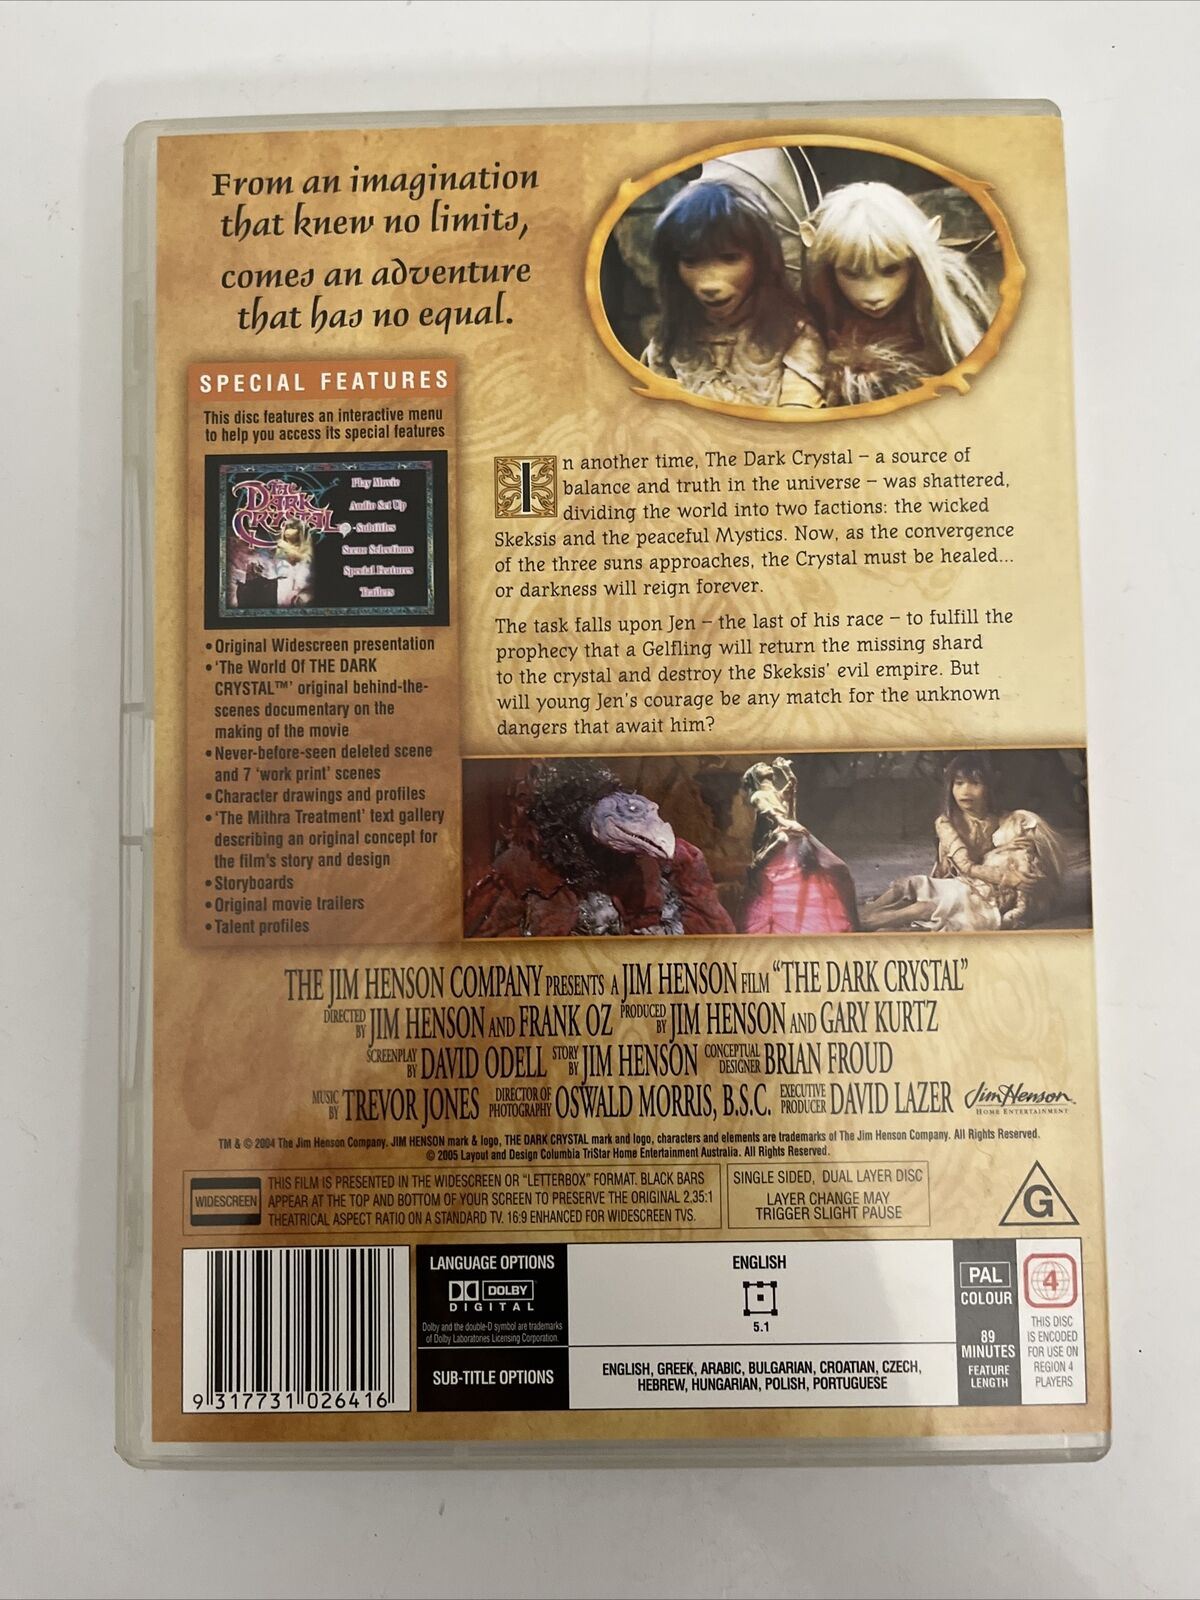 From an imagination
that knew no limits,
comes an adventure
that has no equal.
SPECIAL FEATURES
This disc features an interactive menu
to help you access its special features
THE
DARK
CRYSTAL
Play Movie
Audio Set Up
Subtitles
Scene Selections
Special Features
Trailers
• Original Widescreen presentation
• 'The World Of THE DARK
CRYSTAL™' original behind-the-
scenes documentary on the
making of the movie
• Never-before-seen deleted scene
and 7 'work print' scenes
• Character drawings and profiles
• 'The Mithra Treatment' text gallery
describing an original concept for
the film's story and design
• Storyboards
• Original movie trailers
• Talent profiles
In another time, The Dark Crystal – a source of
balance and truth in the universe – was shattered,
dividing the world into two factions: the wicked
Skeksis and the peaceful Mystics. Now, as the convergence
of the three suns approaches, the Crystal must be healed...
or darkness will reign forever.
The task falls upon Jen – the last of his race – to fulfill the
prophecy that a Gelfling will return the missing shard
to the crystal and destroy the Skeksis' evil empire. But
will young Jen's courage be any match for the unknown
dangers that await him?
THE JIM HENSON COMPANY PRESENTS A JIM HENSON FILM "THE DARK CRYSTAL"
DIRECTED BY JIM HENSON AND FRANK OZ PRODUCED BY JIM HENSON AND GARY KURTZ
SCREENPLAY BY DAVID ODELL STORY BY JIM HENSON CONCEPTUAL DESIGNER BRIAN FROUD
MUSIC BY TREVOR JONES DIRECTOR OF PHOTOGRAPHY OSWALD MORRIS, B.S.C. EXECUTIVE PRODUCER DAVID LAZER
Jim Henson
HOME ENTERTAINMENT
TM & © 2004 The Jim Henson Company. JIM HENSON mark & logo, THE DARK CRYSTAL mark and logo, characters and elements are trademarks of The Jim Henson Company. All Rights Reserved.
© 2005 Layout and Design Columbia TriStar Home Entertainment Australia. All Rights Reserved.
WIDESCREEN
THIS FILM IS PRESENTED IN THE WIDESCREEN OR "LETTERBOX" FORMAT. BLACK BARS
APPEAR AT THE TOP AND BOTTOM OF YOUR SCREEN TO PRESERVE THE ORIGINAL 2.35:1
THEATRICAL ASPECT RATIO ON A STANDARD TV. 16:9 ENHANCED FOR WIDESCREEN TVS.
SINGLE SIDED, DUAL LAYER DISC
LAYER CHANGE MAY
TRIGGER SLIGHT PAUSE
G
9 317731 026416
LANGUAGE OPTIONS
DOLBY
DIGITAL
Dolby and the double-D symbol are trademarks
of Dolby Laboratories Licensing Corporation.
SUB-TITLE OPTIONS
ENGLISH
5.1
ENGLISH, GREEK, ARABIC, BULGARIAN, CROATIAN, CZECH,
HEBREW, HUNGARIAN, POLISH, PORTUGUESE
PAL
COLOUR
89
MINUTES
FEATURE
LENGTH
4
THIS DISC
IS ENCODED
FOR USE ON
REGION 4
PLAYERS